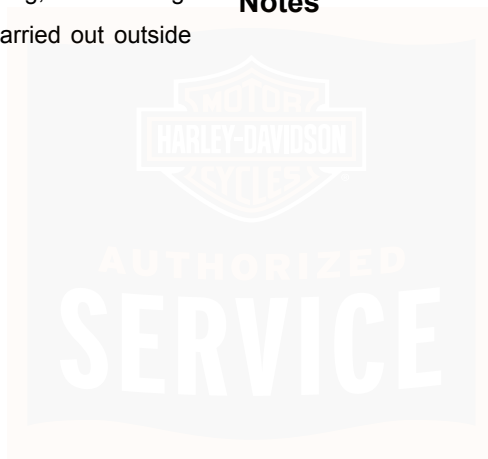 Notes
arried out outside
MOTOR
HARLEY-DAVIDSON
CYCLES
AUTHORIZED
SERVICE